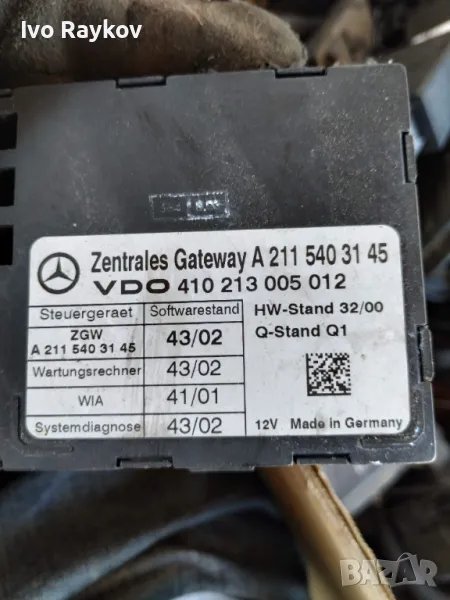 Ivo Raykov
Zentrales Gateway A 211 540 31 45
VDO 410 213 005 012
Steuergeraet Softwarestand HW-Stand 32/00
ZGW
A 211 540 31 45 43/02 Q-Stand Q1
Wartungsrechner 43/02
WIA 41/01
Systemdiagnose 43/02 12V Made in Germany
BAZAR